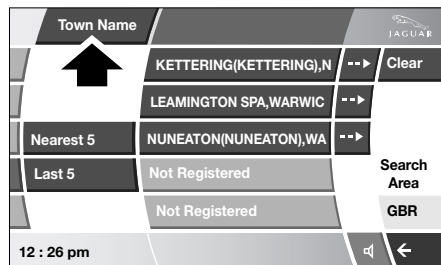 Town Name
JAGUAR
KETTERING(KETTERING),N
Clear
LEAMINGTON SPA,WARWIC
Nearest 5
NUNEATON(NUNEATON),WA
Last 5
Not Registered
Search
Area
Not Registered
GBR
12 : 26 pm